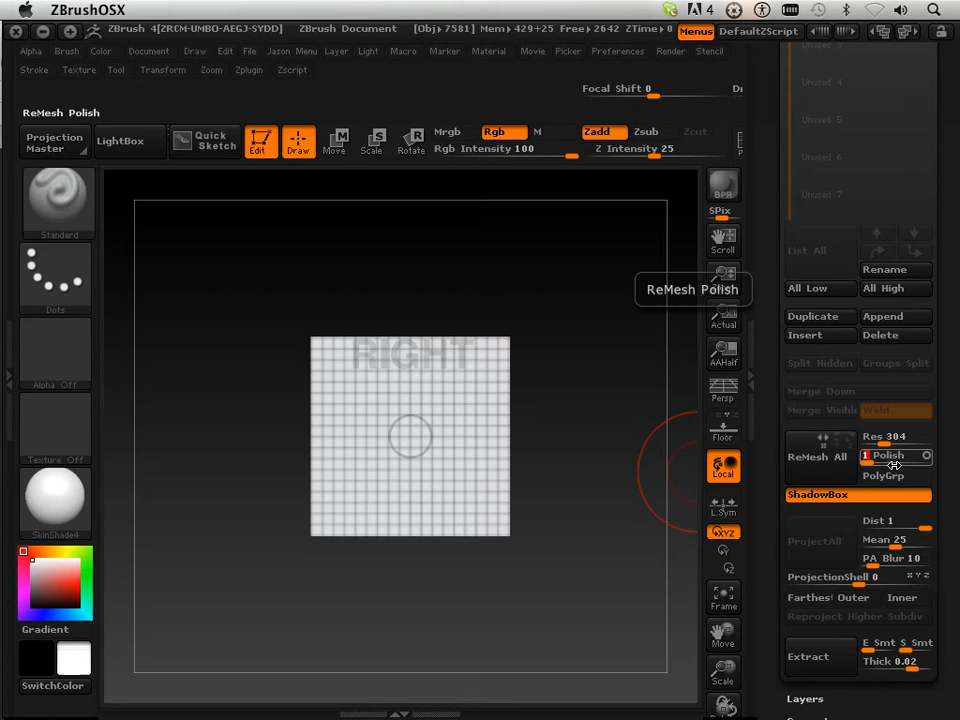 ZBrushOSX
4
ZBrush 4[ZRCM-UMBO-AEGJ-SYDD] ZBrush Document [Obj+7581] Mem+429+25 Free+2642 ZTime+0 Menus DefaultZScript
Alpha Brush Color Document Draw Edit File Jason Menu Layer Light Macro Marker Material Movie Picker Preferences Render Stencil
Stroke Texture Tool Transform Zoom Zplugin Zscript
Focal Shift 0
ReMesh Polish
Projection Master
LightBox
Quick Sketch
Edit
Draw
Move
Scale
Rotate
Mrgb Rgb M
Rgb Intensity 100
Zadd Zsub Zcut
Z Intensity 25
Standard
Dots
Alpha Off
Texture Off
SkinShade4
Gradient
SwitchColor
RIGHT
ReMesh Polish
BPR
SPix
Scroll
Actual
AAHalf
Persp
Floor
Local
L.Sym
XYZ
Frame
Move
Scale
Unused 4
Unused 5
Unused 6
Unused 7
List All
Rename
All Low All High
Duplicate Append
Insert Delete
Split Hidden Groups Split
Merge Down
Merge Visible Weld
ReMesh All
Res 304
1 Polish
PolyGrp
ShadowBox
ProjectAll
Dist 1
Mean 25
PA Blur 10
ProjectionShell 0 X Y Z
Farthest Outer Inner
Reproject Higher Subdiv
Extract
E Smt S Smt
Thick 0.02
Layers